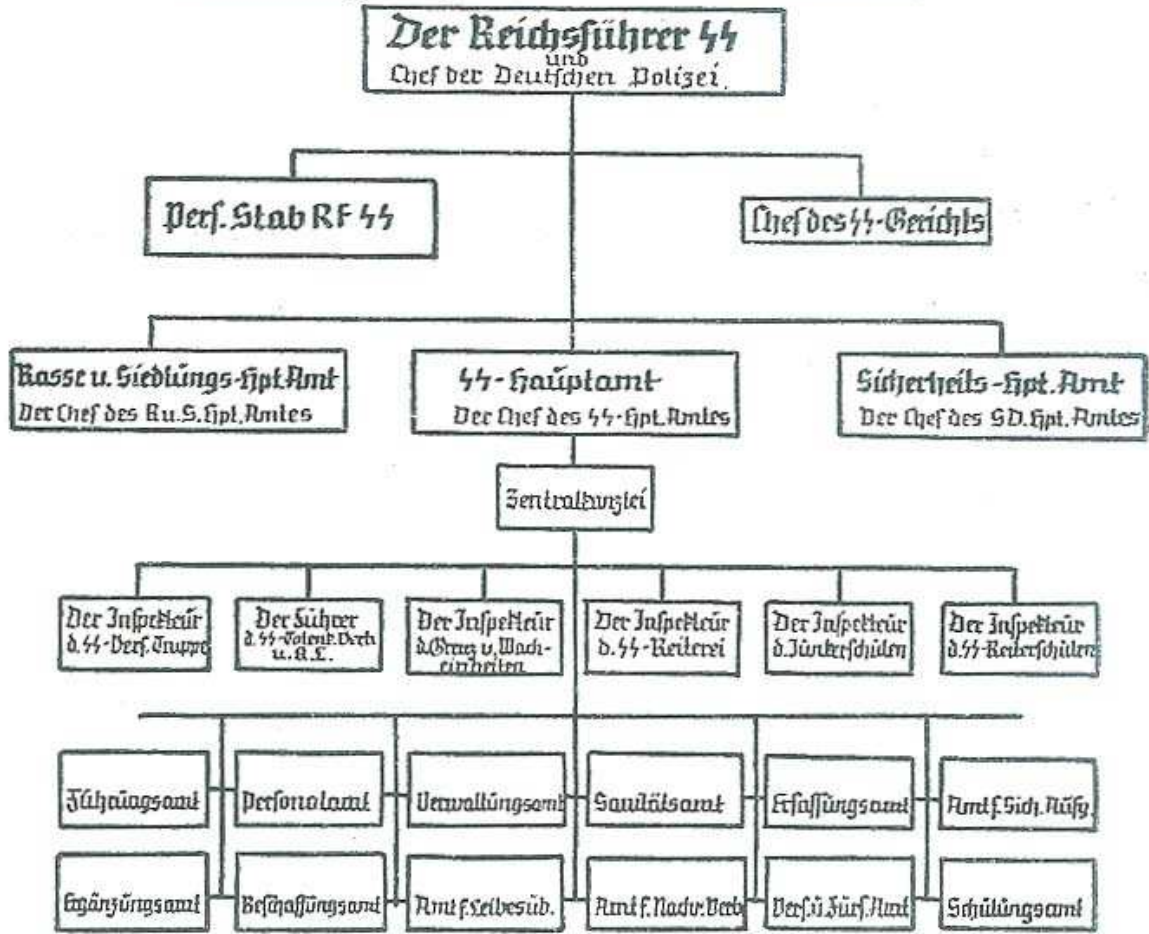 Der Reichsführer SS
und
Chef der Deutschen Polizei.
Pers. Stab RF SS
Chef des SS-Gerichts
Rasse u. Siedlungs-Hpt. Amt
Der Chef des R.u.S. Hpt. Amtes
SS-Hauptamt
Der Chef des SS-Hpt. Amtes
Sicherheits-Hpt. Amt
Der Chef des SD. Hpt. Amtes
Zentralkanzlei
Der Inspekteur
d. SS-Verf. Truppe
Der Führer
d. SS-Totenk. Verb.
u. K.L.
Der Inspekteur
d. Grenz u. Wach-
einheiten
Der Inspekteur
d. SS-Reiterei
Der Inspekteur
d. Junkerschulen
Der Inspekteur
d. SS-Reiterschulen
Führungsamt
Personalamt
Verwaltungsamt
Sanitätsamt
Erfassungsamt
Amt f. Sich. Aufg.
Ergänzungsamt
Beschaffungsamt
Amt f. Leibesüb.
Amt f. Nachr. Verb
Vers. u. Fürs. Amt
Schulungsamt